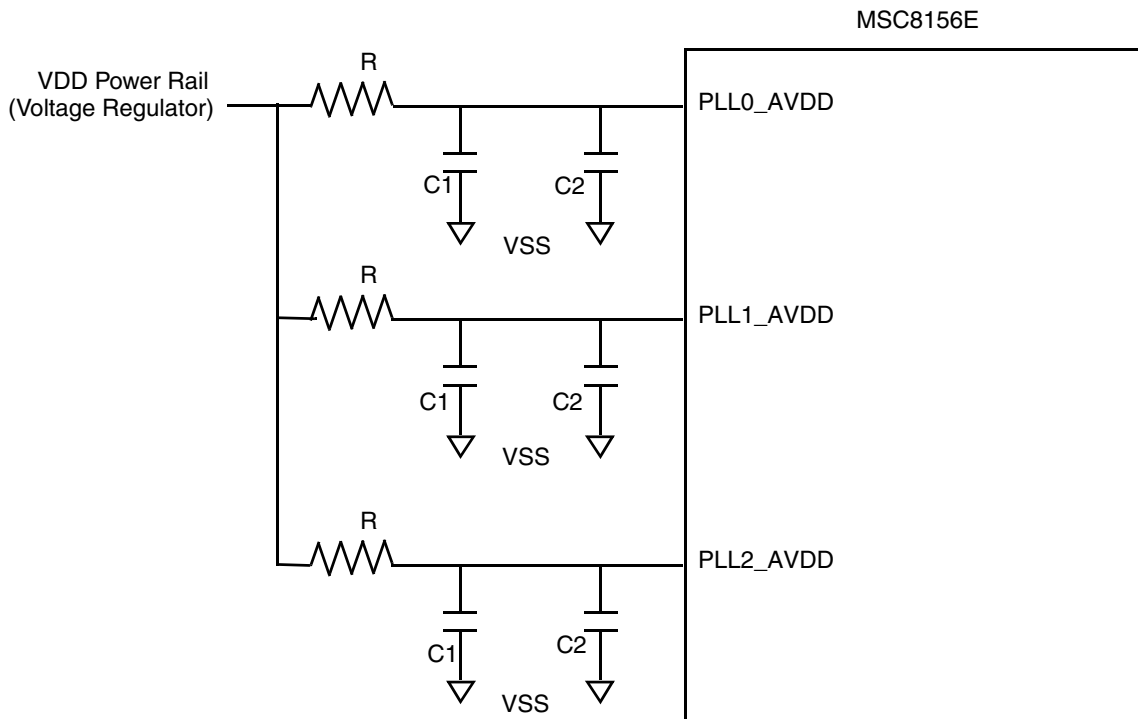 MSC8156E
R
VDD Power Rail
(Voltage Regulator)
PLL0_AVDD
C1
C2
VSS
R
PLL1_AVDD
C1
C2
VSS
R
PLL2_AVDD
C1
C2
VSS